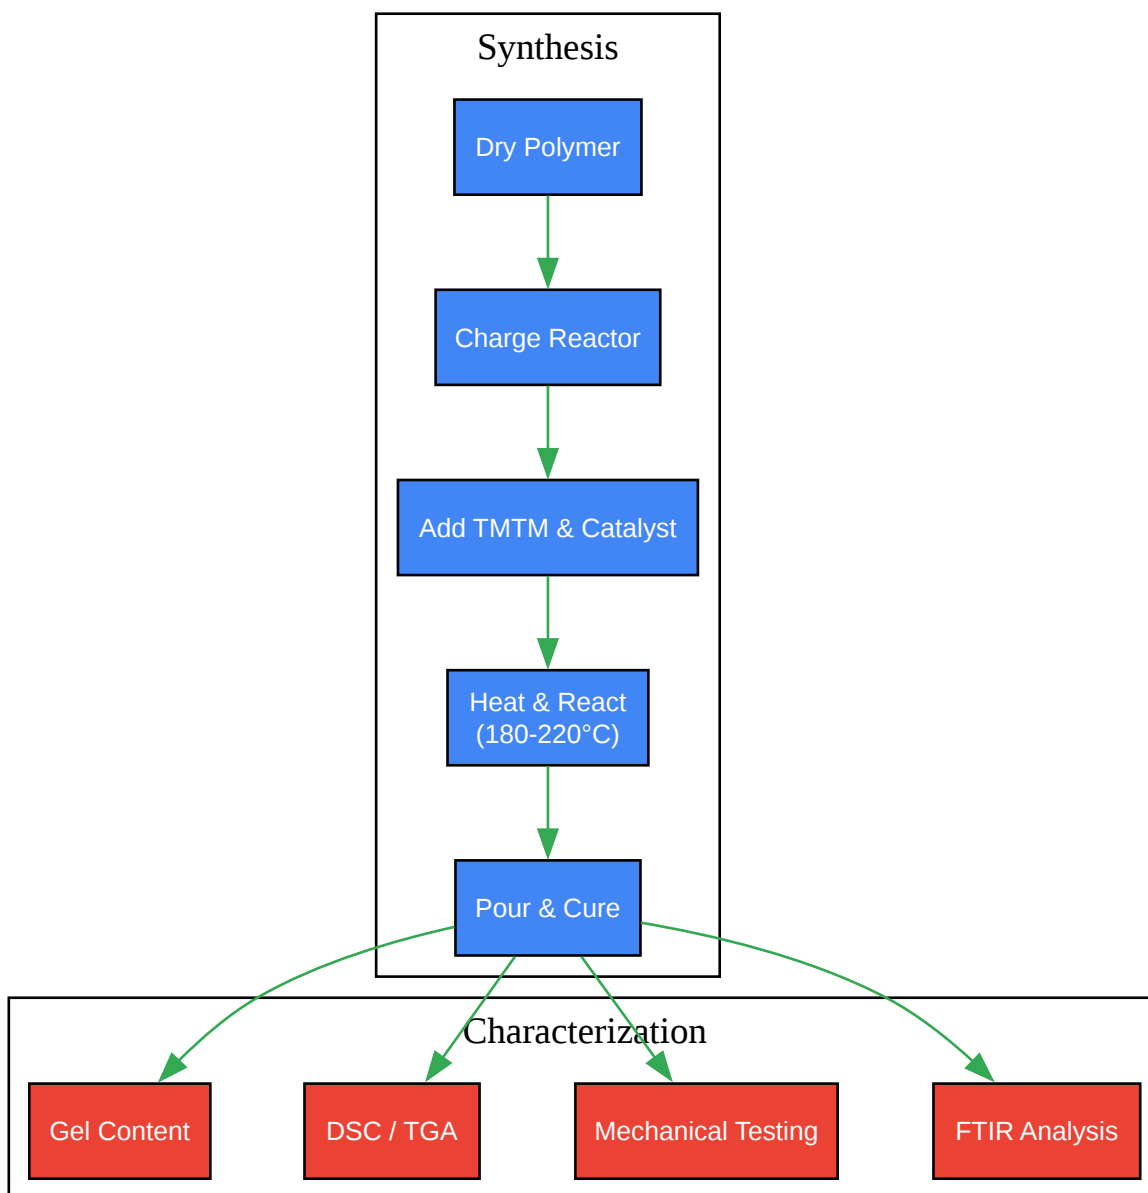 Synthesis
Dry Polymer
Charge Reactor
Add TMTM & Catalyst
Heat & React
(180-220°C)
Pour & Cure
Characterization
Gel Content
DSC / TGA
Mechanical Testing
FTIR Analysis